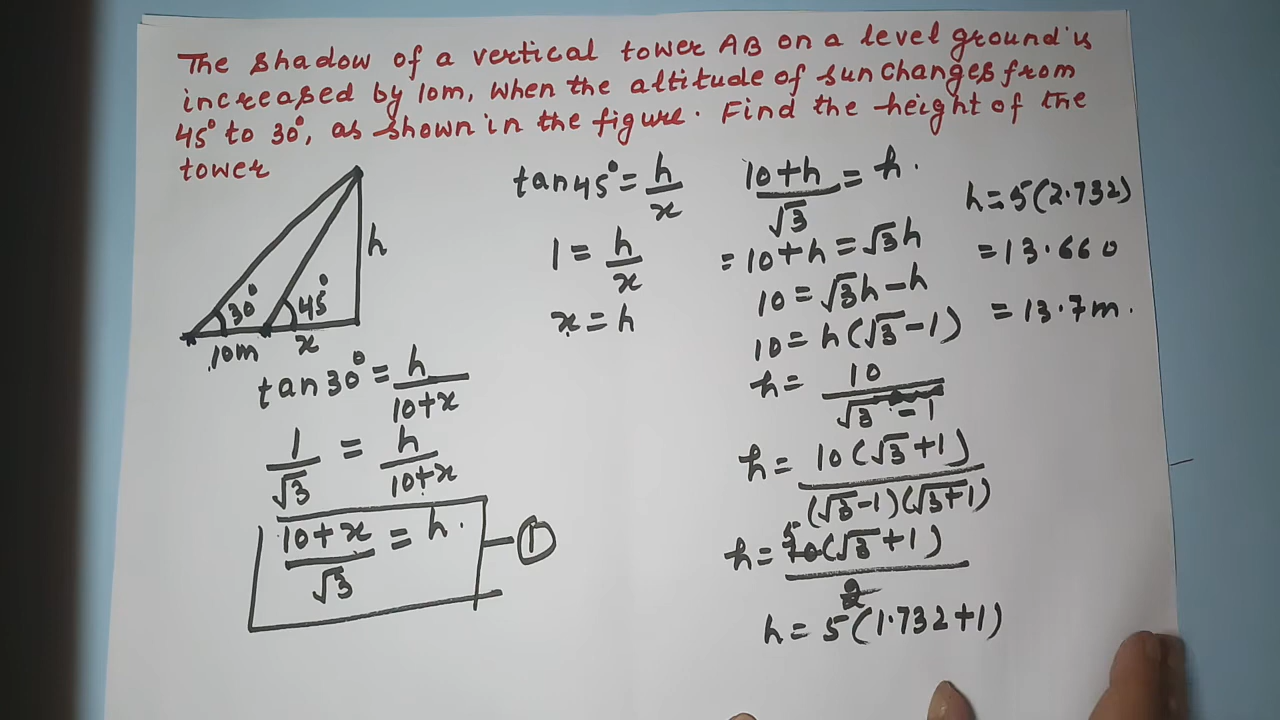 The shadow of a vertical tower AB on a level ground is
increased by 10m, when the altitude of sun changes from
45° to 30°, as shown in the figure. Find the height of the
tower
h
30°
45°
10m
x
tan30° = h/(10+x)
1/√3 = h/(10+x)
(10+x)/√3 = h. — ①
tan45° = h/x
1 = h/x
x = h
(10+h)/√3 = h.
= 10+h = √3h
10 = √3h-h
10 = h(√3-1)
h = 10/(√3-1)
h = 10(√3+1)/((√3-1)(√3+1))
h = 5 10(√3+1)/2
h = 5(1.732+1)
h = 5(2.732)
= 13.660
= 13.7m.